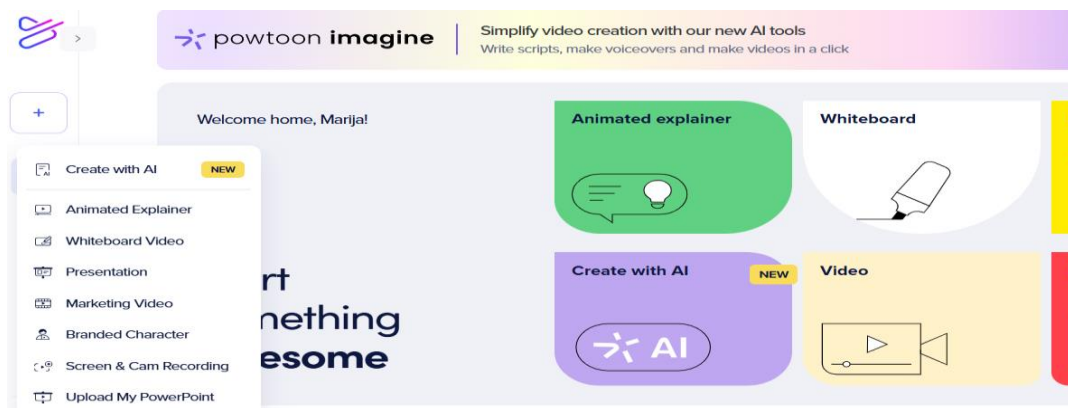 powtoon imagine
Simplify video creation with our new AI tools
Write scripts, make voiceovers and make videos in a click
+
Welcome home, Marija!
Create with AI NEW
Animated Explainer
Whiteboard Video
Presentation
Marketing Video
Branded Character
Screen & Cam Recording
Upload My PowerPoint
rt
nething
esome
Animated explainer
Whiteboard
Create with AI NEW
AI
Video